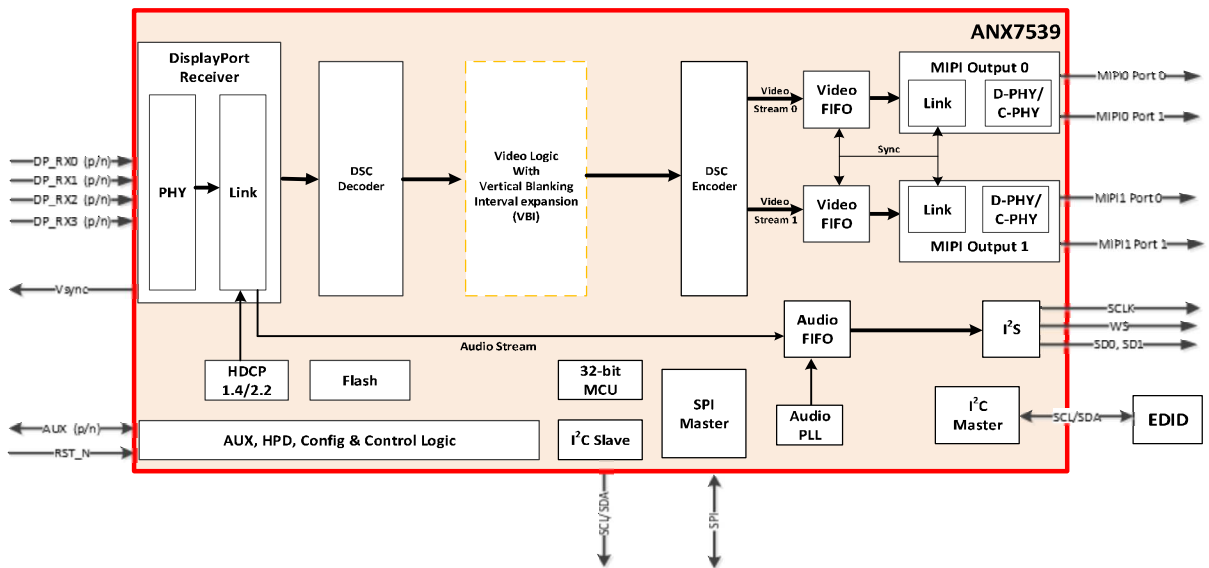 ANX7539
DisplayPort
Receiver
PHY
Link
DP_RX0 (p/n)
DP_RX1 (p/n)
DP_RX2 (p/n)
DP_RX3 (p/n)
Vsync
DSC
Decoder
Video Logic
With
Vertical Blanking
Interval expansion
(VBI)
DSC
Encoder
Video
Stream 0
Video
FIFO
MIPI Output 0
Link
D-PHY/
C-PHY
MIPI0 Port 0
MIPI0 Port 1
Sync
Video
Stream 1
Video
FIFO
Link
D-PHY/
C-PHY
MIPI Output 1
MIPI1 Port 0
MIPI1 Port 1
Audio Stream
Audio
FIFO
I²S
SCLK
WS
SD0, SD1
HDCP
1.4/2.2
Flash
32-bit
MCU
SPI
Master
Audio
PLL
I²C
Master
SCL/SDA
EDID
AUX (p/n)
RST_N
AUX, HPD, Config & Control Logic
I²C Slave
SCL/SDA
SPI